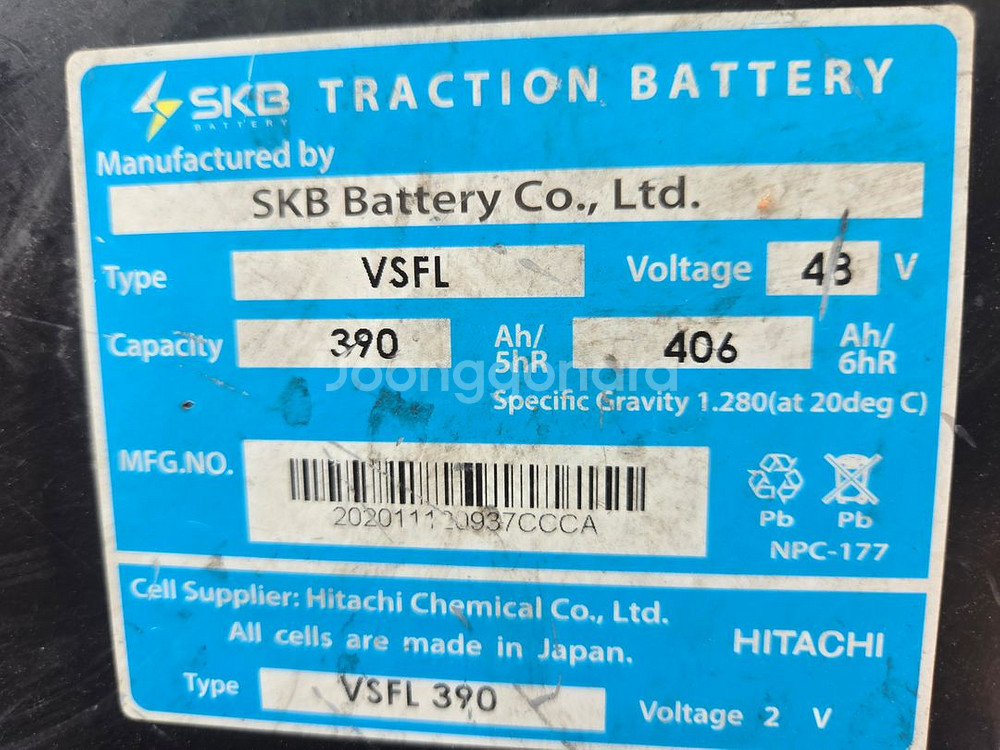 SKB BATTERY TRACTION BATTERY
Manufactured by
SKB Battery Co., Ltd.
Type VSFL Voltage 48 V
Capacity 390 Ah/5hR 406 Ah/6hR
Joonggonara
Specific Gravity 1.280(at 20deg C)
MFG.NO.
Pb Pb
NPC-177
Cell Supplier: Hitachi Chemical Co., Ltd.
All cells are made in Japan.
HITACHI
Type VSFL 390 Voltage 2 V